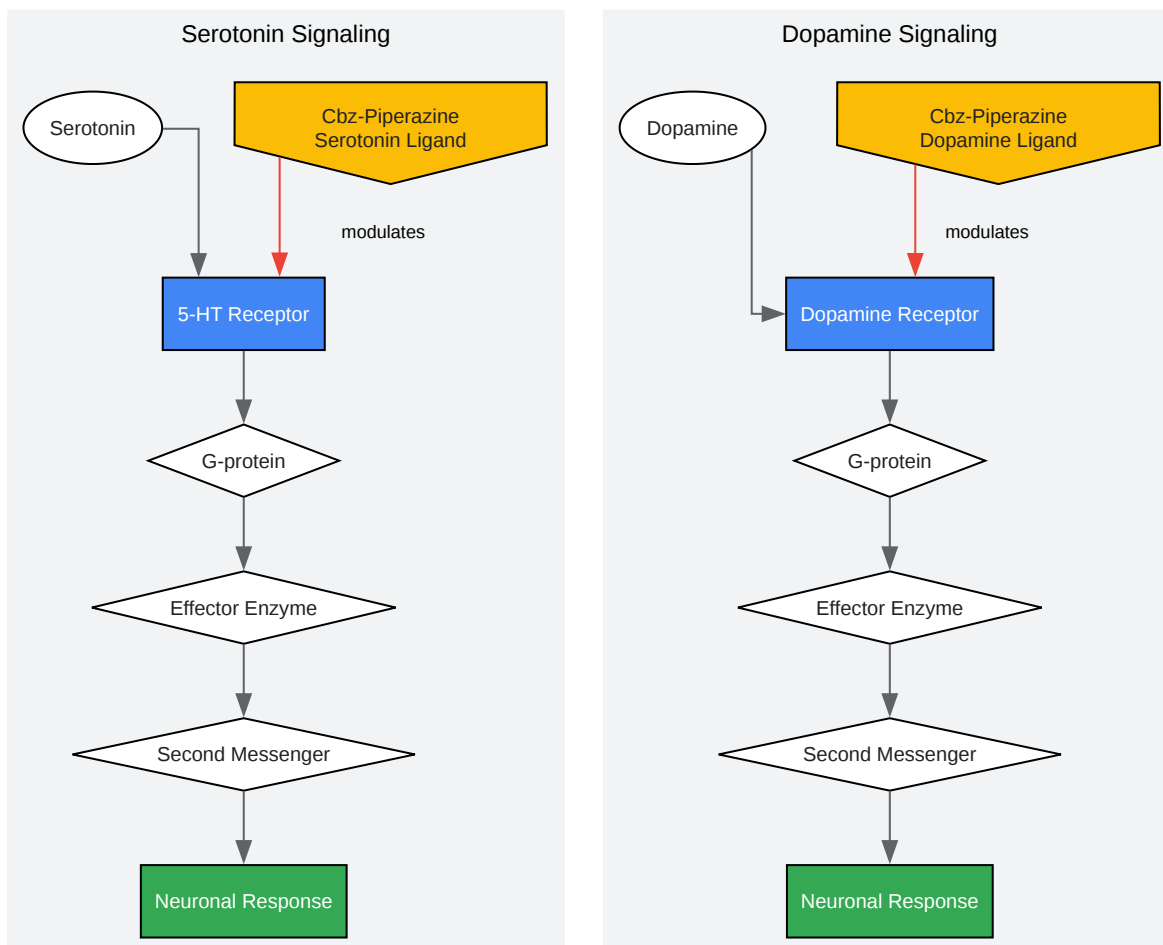 Serotonin Signaling
Serotonin
Cbz-Piperazine
Serotonin Ligand
modulates
5-HT Receptor
G-protein
Effector Enzyme
Second Messenger
Neuronal Response
Dopamine Signaling
Dopamine
Cbz-Piperazine
Dopamine Ligand
modulates
Dopamine Receptor
G-protein
Effector Enzyme
Second Messenger
Neuronal Response